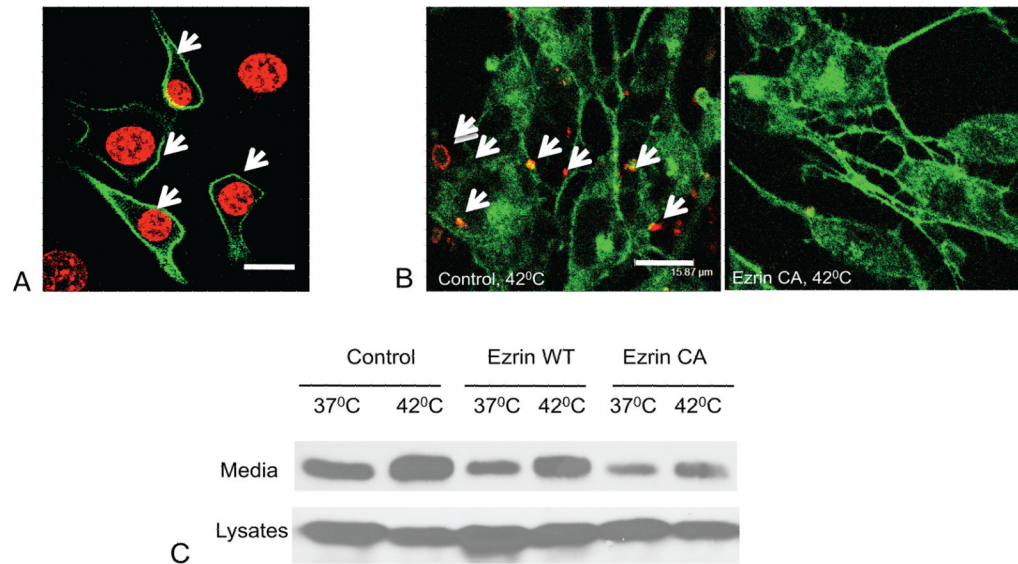 A
B
Control, 42⁰C
15.87 µm
Ezrin CA, 42⁰C
Control Ezrin WT Ezrin CA
37⁰C 42⁰C 37⁰C 42⁰C 37⁰C 42⁰C
Media
Lysates
C